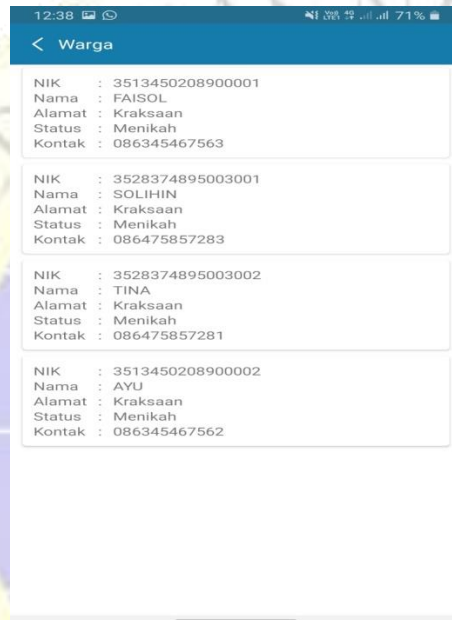 12:38 71%
< Warga
NIK : 3513450208900001
Nama : FAISOL
Alamat : Kraksaan
Status : Menikah
Kontak : 086345467563
NIK : 3528374895003001
Nama : SOLIHIN
Alamat : Kraksaan
Status : Menikah
Kontak : 086475857283
NIK : 3528374895003002
Nama : TINA
Alamat : Kraksaan
Status : Menikah
Kontak : 086475857281
NIK : 3513450208900002
Nama : AYU
Alamat : Kraksaan
Status : Menikah
Kontak : 086345467562